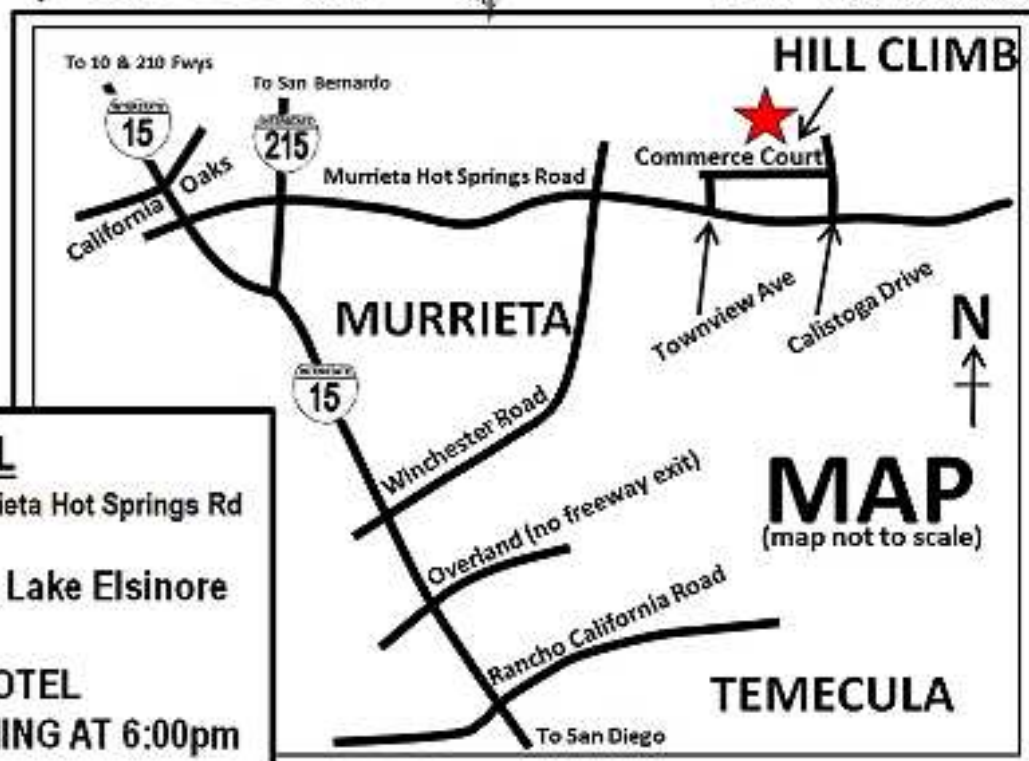 HILL CLIMB
To 10 & 210 Fwys
To San Bernardo
15
215
Commerce Court
California Oaks
Murrieta Hot Springs Road
MURRIETA
Townview Ave
Calistoga Drive
N
15
Winchester Road
MAP
(map not to scale)
Overland (no freeway exit)
Rancho California Road
TEMECULA
To San Diego
L
ieta Hot Springs Rd
Lake Elsinore
OTEL
ING AT 6:00pm